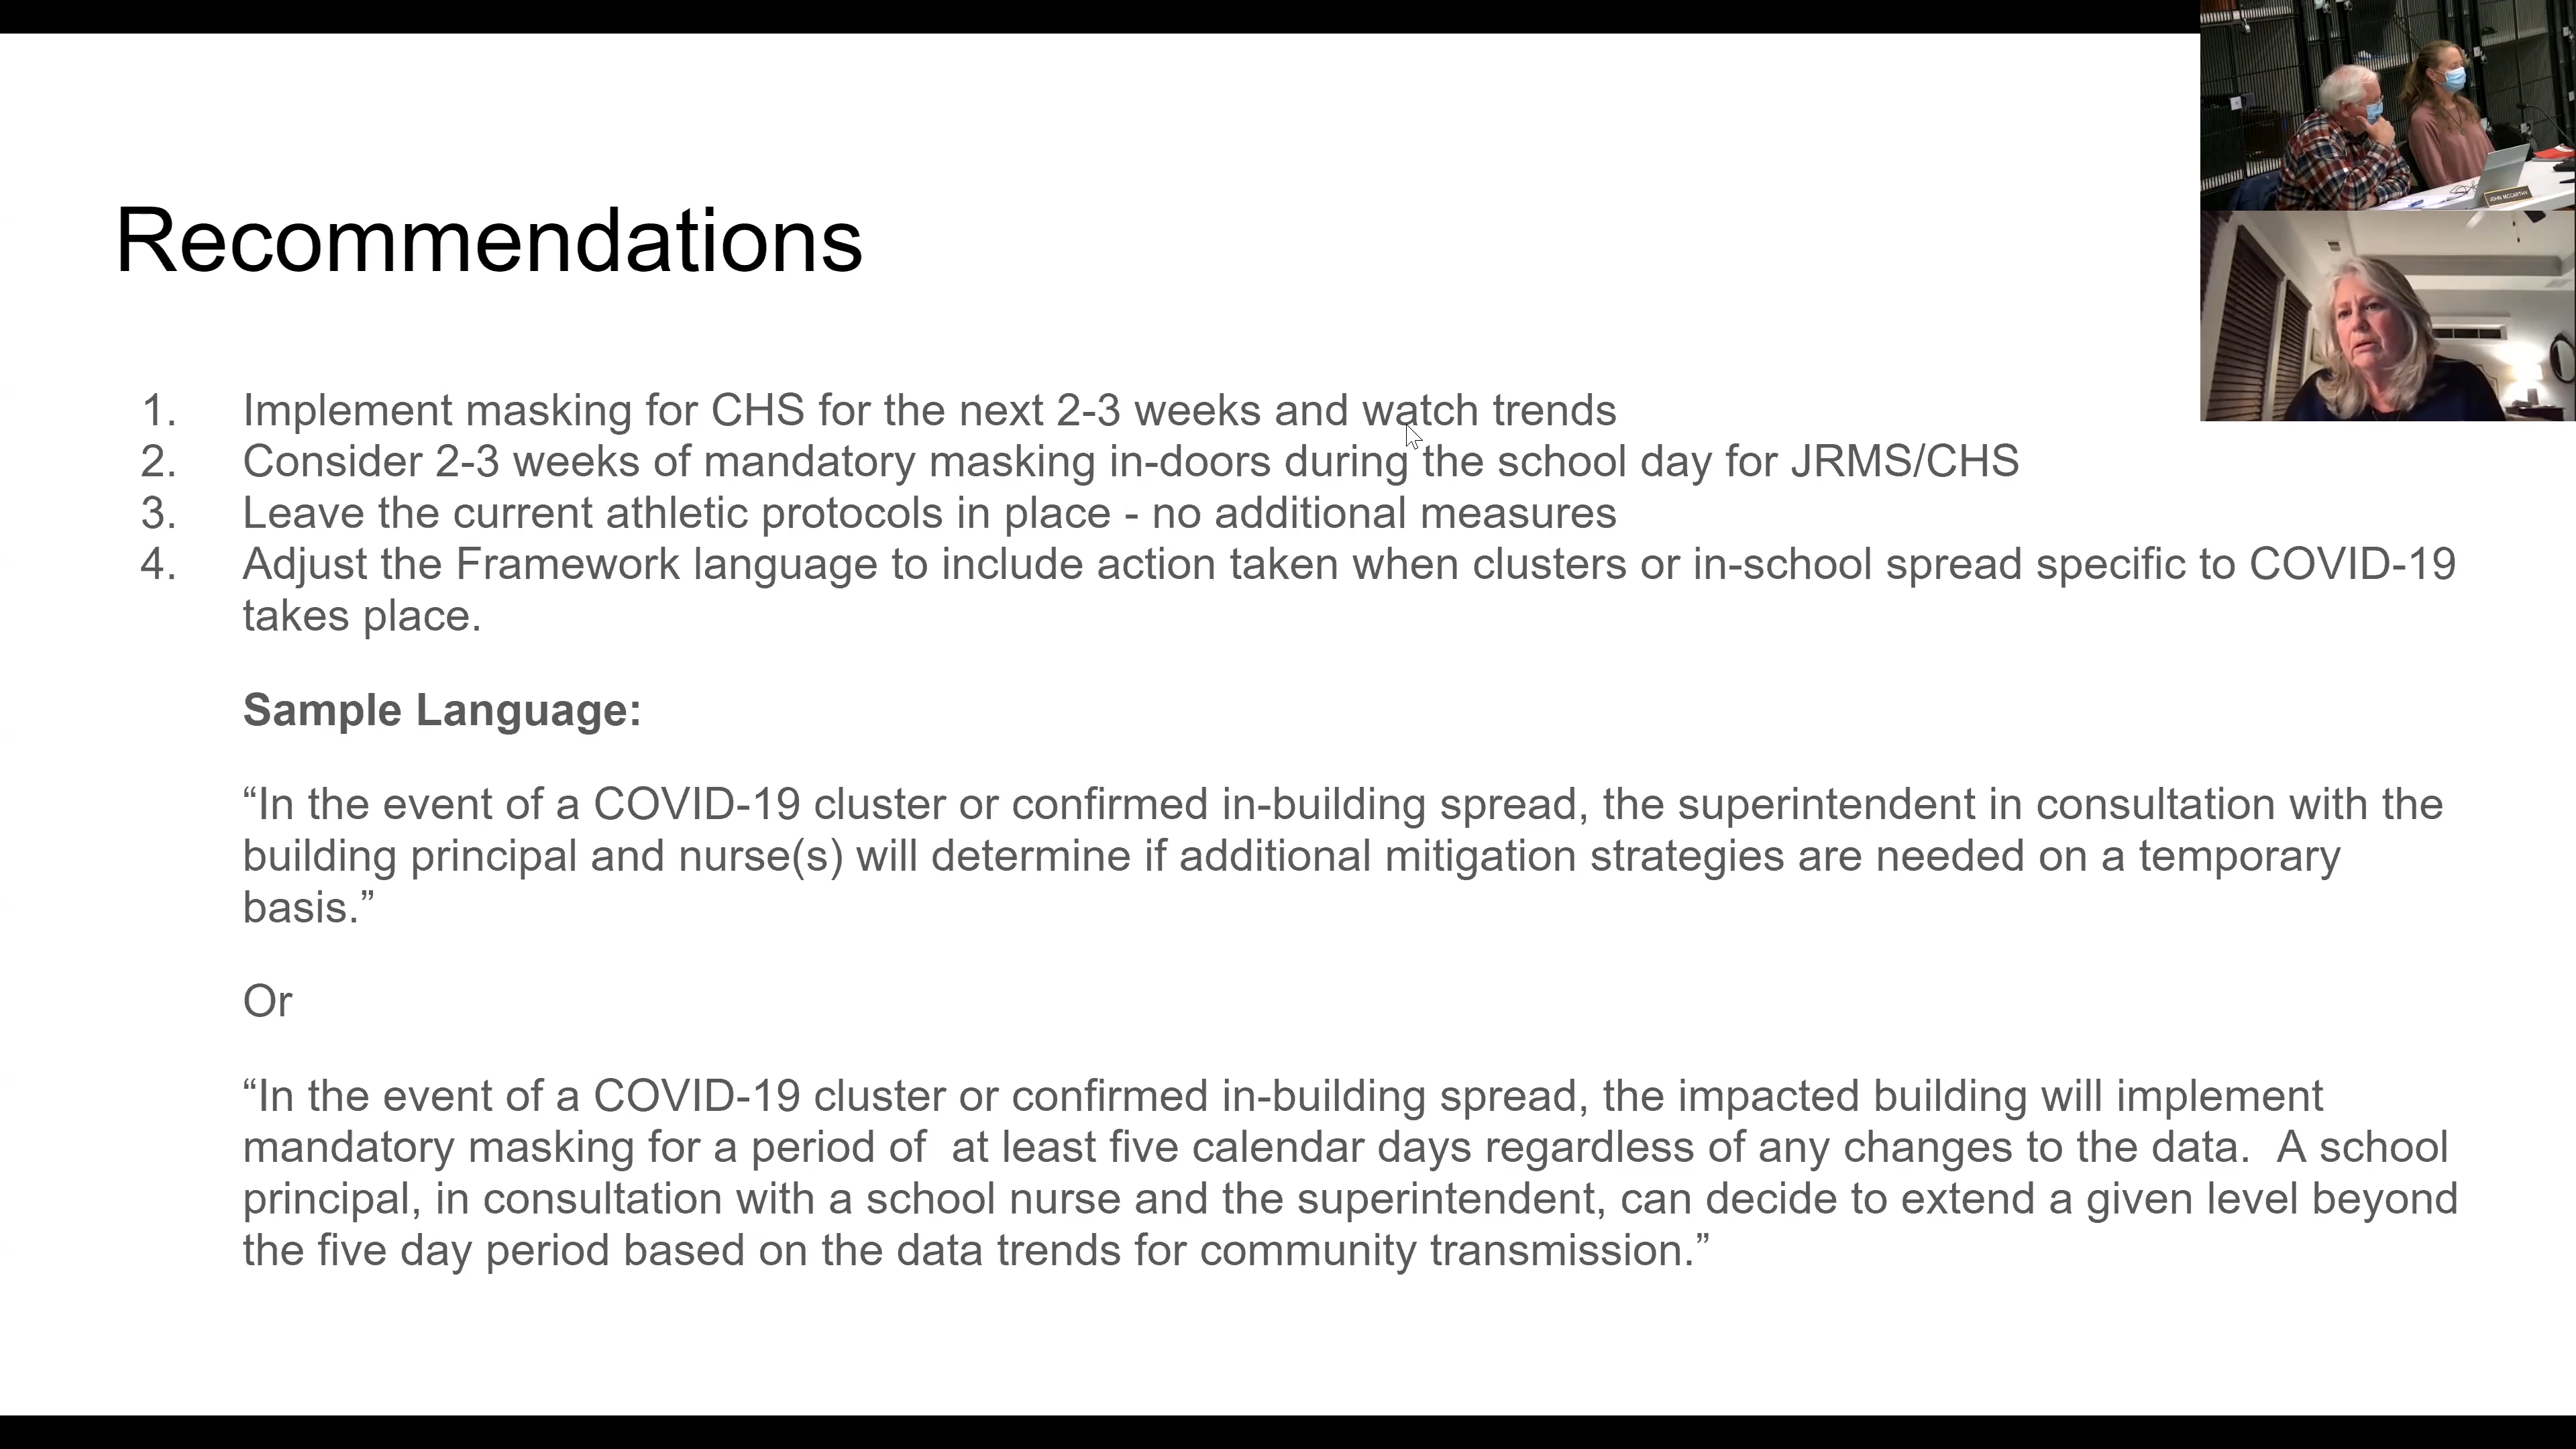 Recommendations
1. Implement masking for CHS for the next 2-3 weeks and watch trends
2. Consider 2-3 weeks of mandatory masking in-doors during the school day for JRMS/CHS
3. Leave the current athletic protocols in place - no additional measures
4. Adjust the Framework language to include action taken when clusters or in-school spread specific to COVID-19
takes place.
Sample Language:
“In the event of a COVID-19 cluster or confirmed in-building spread, the superintendent in consultation with the
building principal and nurse(s) will determine if additional mitigation strategies are needed on a temporary
basis.”
Or
“In the event of a COVID-19 cluster or confirmed in-building spread, the impacted building will implement
mandatory masking for a period of  at least five calendar days regardless of any changes to the data.  A school
principal, in consultation with a school nurse and the superintendent, can decide to extend a given level beyond
the five day period based on the data trends for community transmission.”
JOHN MCCARTHY